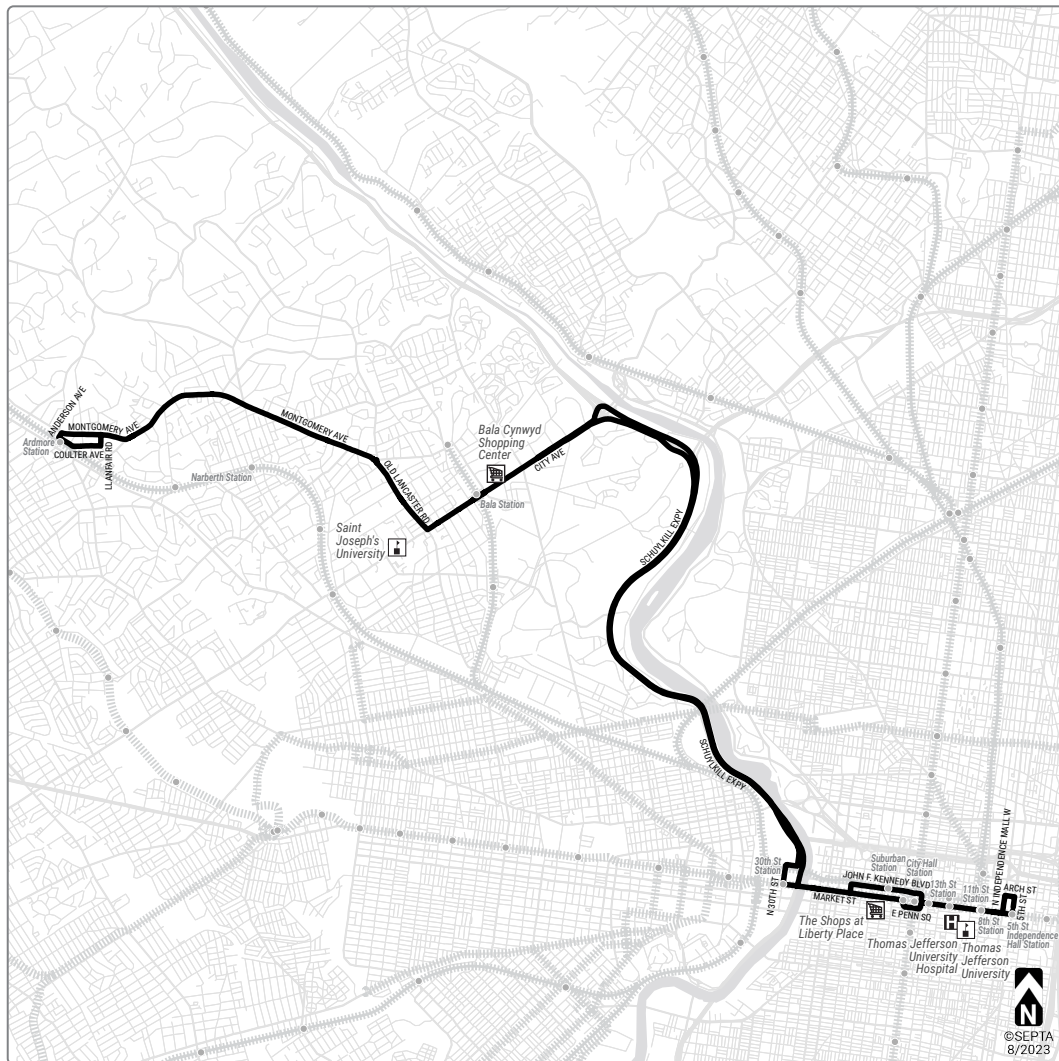 ANDERSON AVE
MONTGOMERY AVE
Ardmore
Station
COULTER AVE
LLANFAIR RD
Narberth Station
MONTGOMERY AVE
OLD LANCASTER RD
Bala Cynwyd
Shopping
Center
CITY AVE
Bala Station
Saint
Joseph's
University
SCHUYLKILL EXPY
SCHUYLKILL EXPY
30th St
Station
N 30TH ST
Suburban
Station
City Hall
Station
JOHN F. KENNEDY BLVD
13th St
Station
11th St
Station
N INDEPENDENCE MALL W
ARCH ST
5TH ST
MARKET ST
E PENN SQ
8th St
Station
5th St
Independence
Hall Station
The Shops at
Liberty Place
H
Thomas Jefferson
University
Hospital
Thomas
Jefferson
University
N
©SEPTA
8/2023